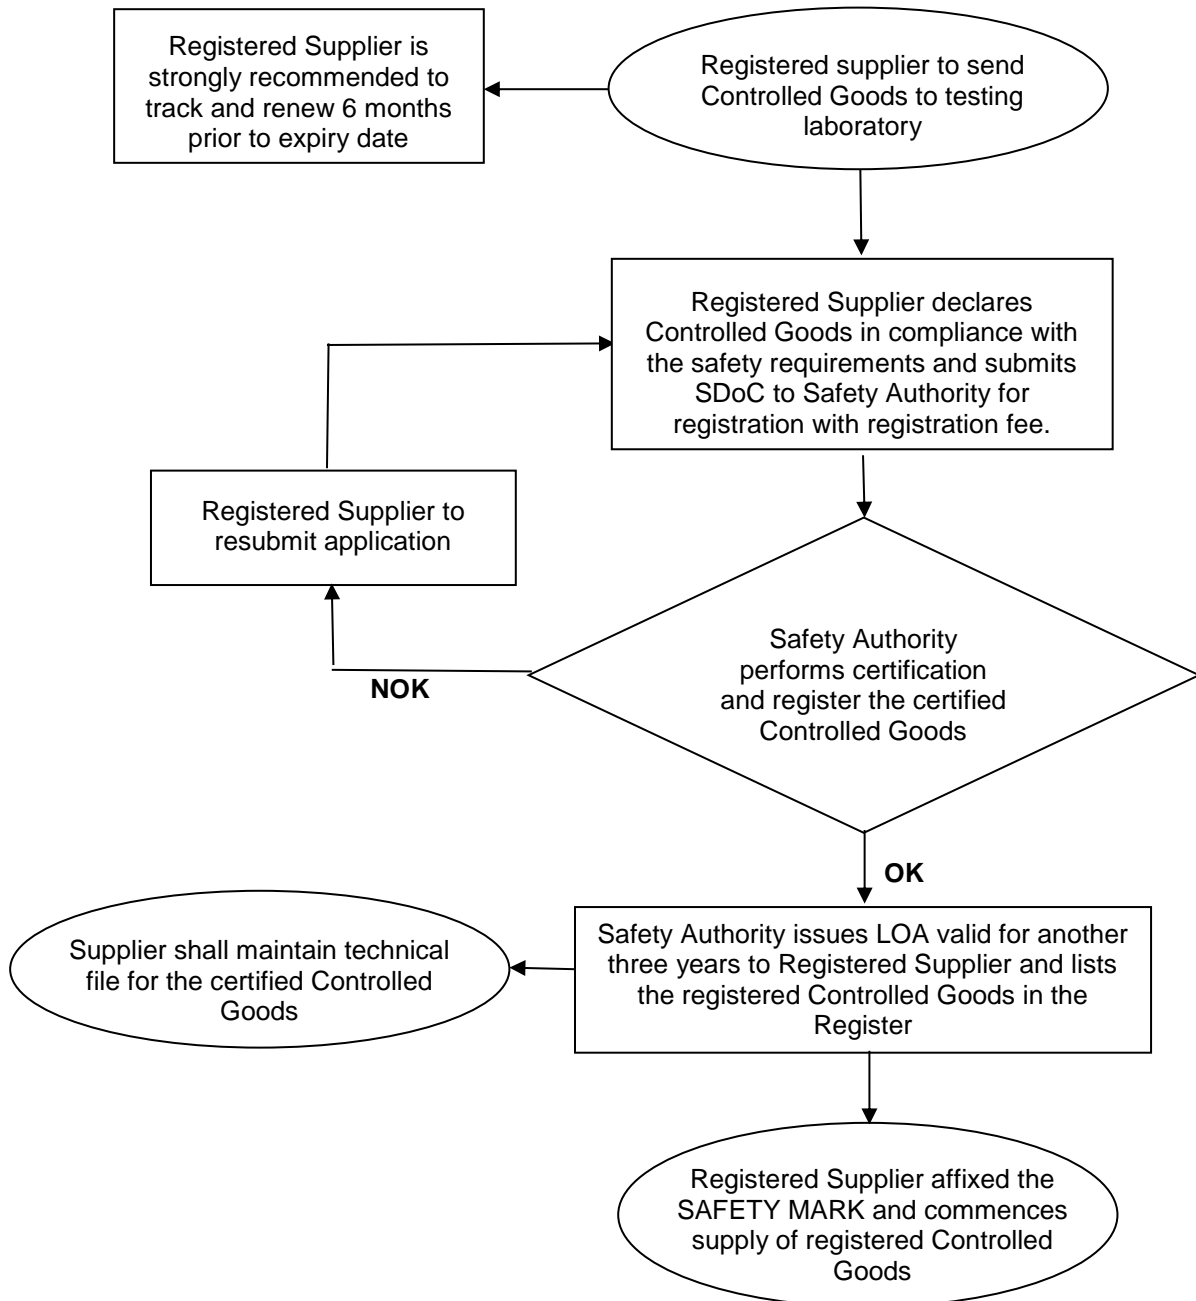 Registered Supplier is
strongly recommended to
track and renew 6 months
prior to expiry date
Registered supplier to send
Controlled Goods to testing
laboratory
Registered Supplier declares
Controlled Goods in compliance with
the safety requirements and submits
SDoC to Safety Authority for
registration with registration fee.
Registered Supplier to
resubmit application
Safety Authority
performs certification
and register the certified
Controlled Goods
NOK
OK
Supplier shall maintain technical
file for the certified Controlled
Goods
Safety Authority issues LOA valid for another
three years to Registered Supplier and lists
the registered Controlled Goods in the
Register
Registered Supplier affixed the
SAFETY MARK and commences
supply of registered Controlled
Goods